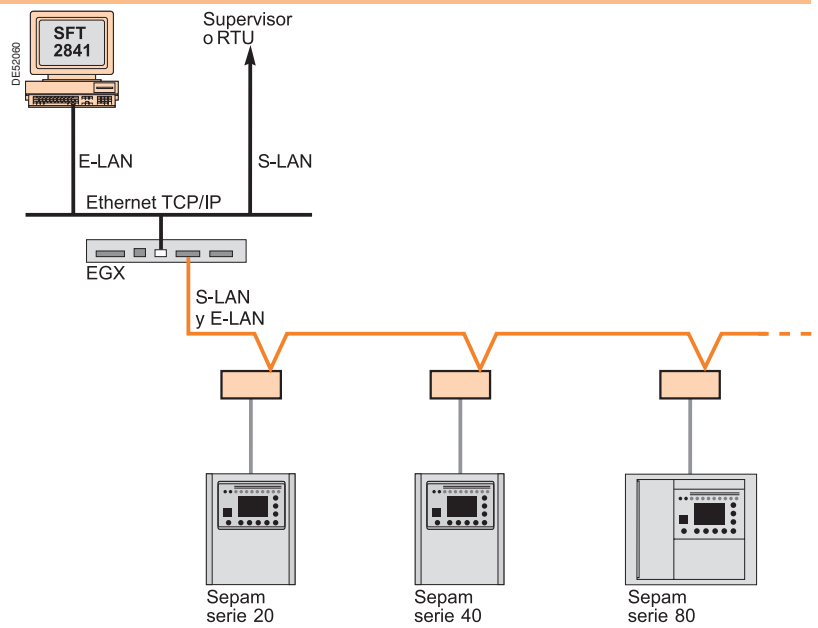 Supervisor
o RTU
SFT
2841
DE52060
E-LAN
S-LAN
Ethernet TCP/IP
EGX
S-LAN
y E-LAN
Sepam
serie 20
Sepam
serie 40
Sepam
serie 80